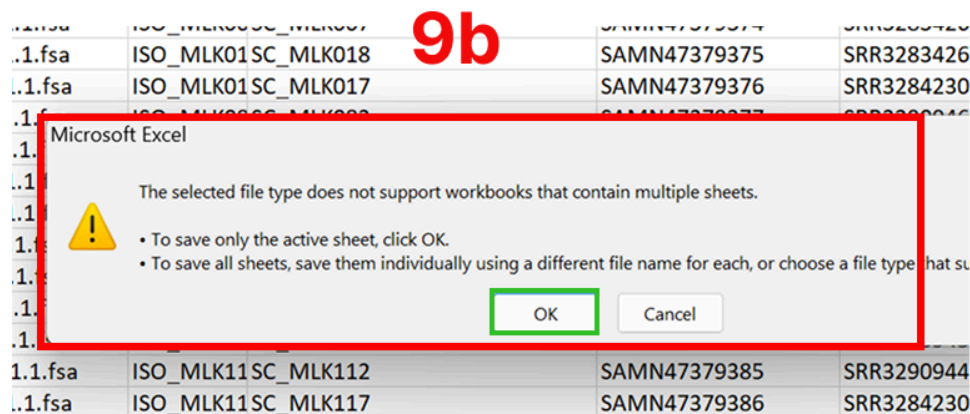 9b
.1.fsa ISO_MLK01 SC_MLK018 SAMN47379375 SRR3283426
.1.fsa ISO_MLK01 SC_MLK017 SAMN47379376 SRR3284230
Microsoft Excel
The selected file type does not support workbooks that contain multiple sheets.
• To save only the active sheet, click OK.
• To save all sheets, save them individually using a different file name for each, or choose a file type that su
OK Cancel
1.1.fsa ISO_MLK11 SC_MLK112 SAMN47379385 SRR3290944
.1.fsa ISO_MLK11 SC_MLK117 SAMN47379386 SRR3284230